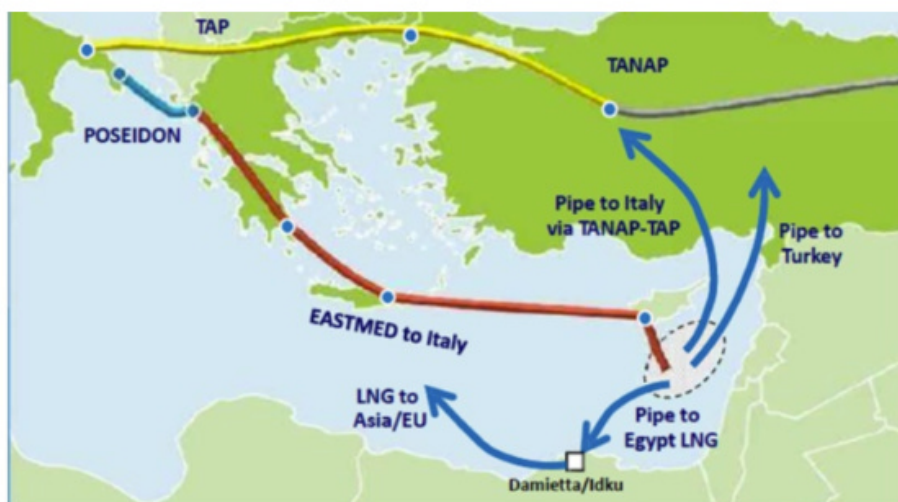 TAP
TANAP
POSEIDON
Pipe to Italy
via TANAP-TAP
Pipe to
Turkey
EASTMED to Italy
LNG to
Asia/EU
Pipe to
Egypt LNG
Damietta/Idku